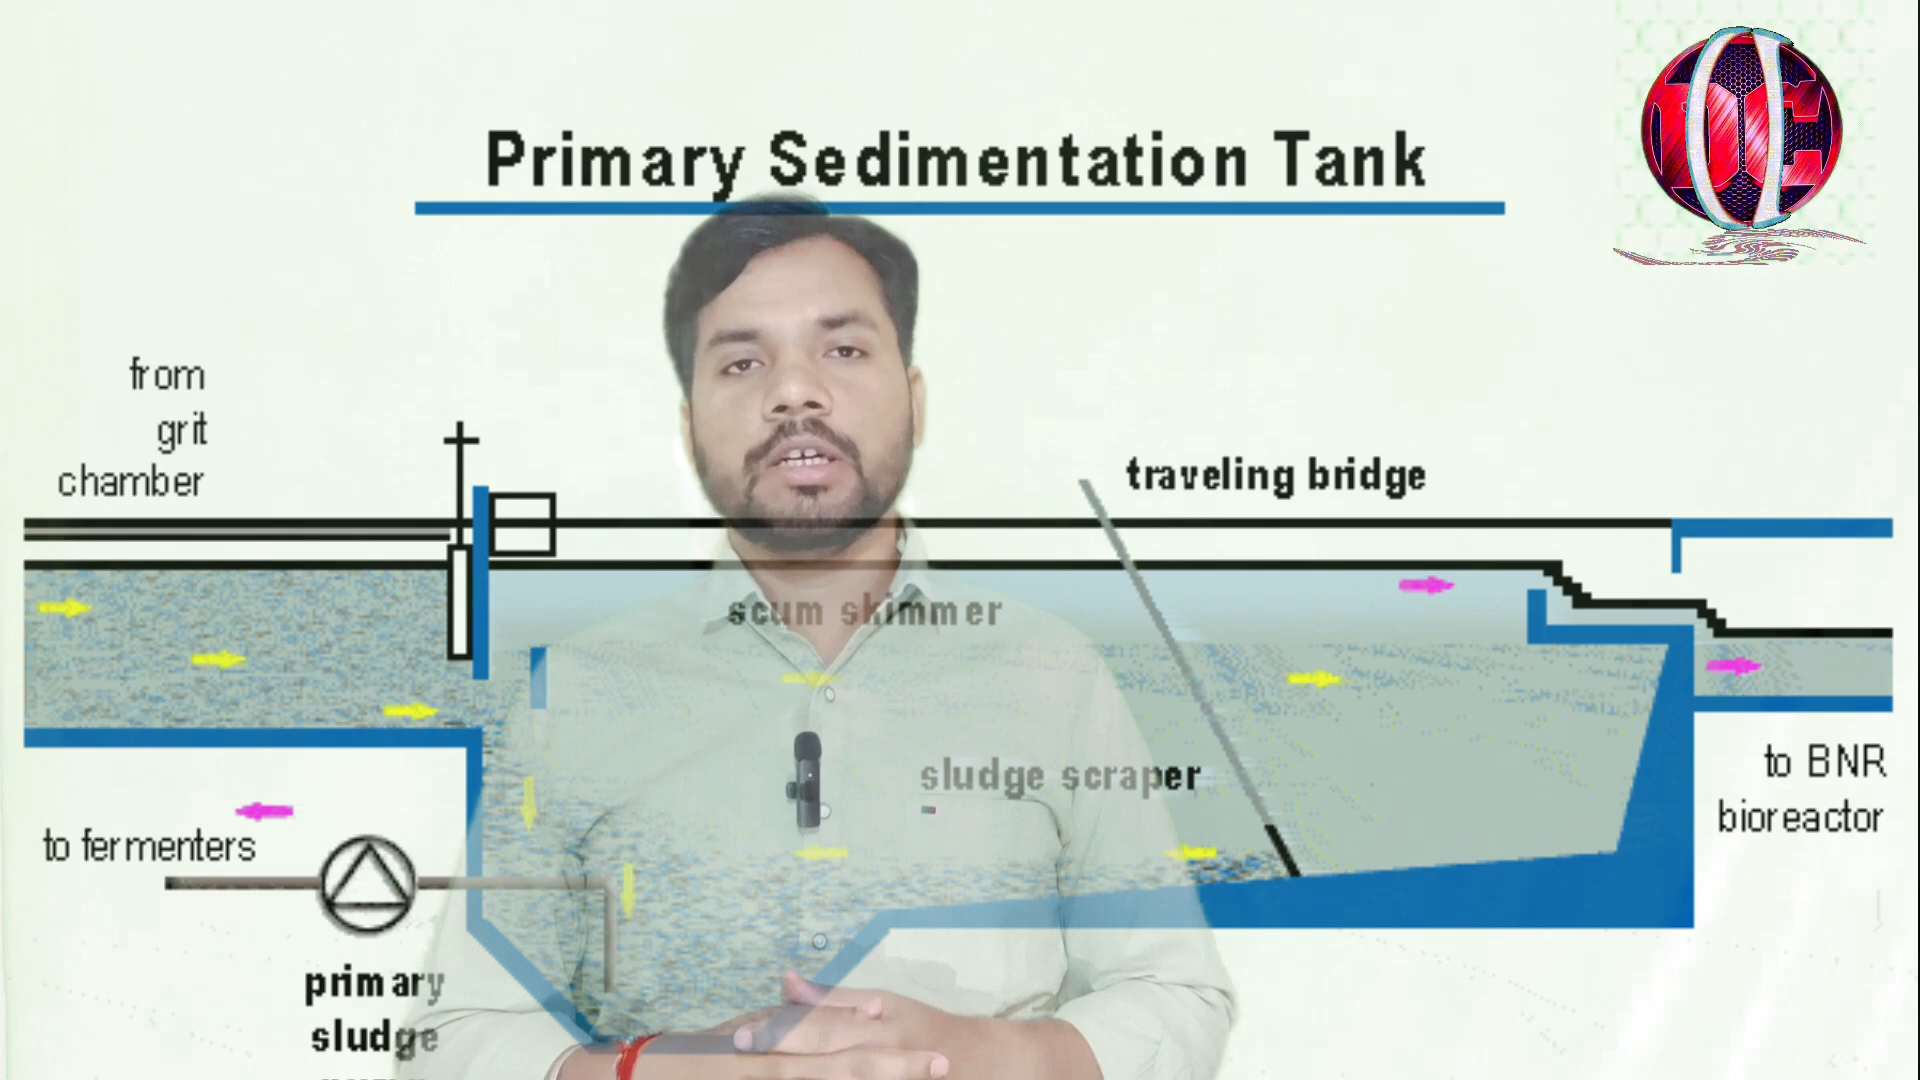 Primary Sedimentation Tank
from
grit
chamber
traveling bridge
scum skimmer
sludge scraper
to BNR
bioreactor
to fermenters
primary
sludge